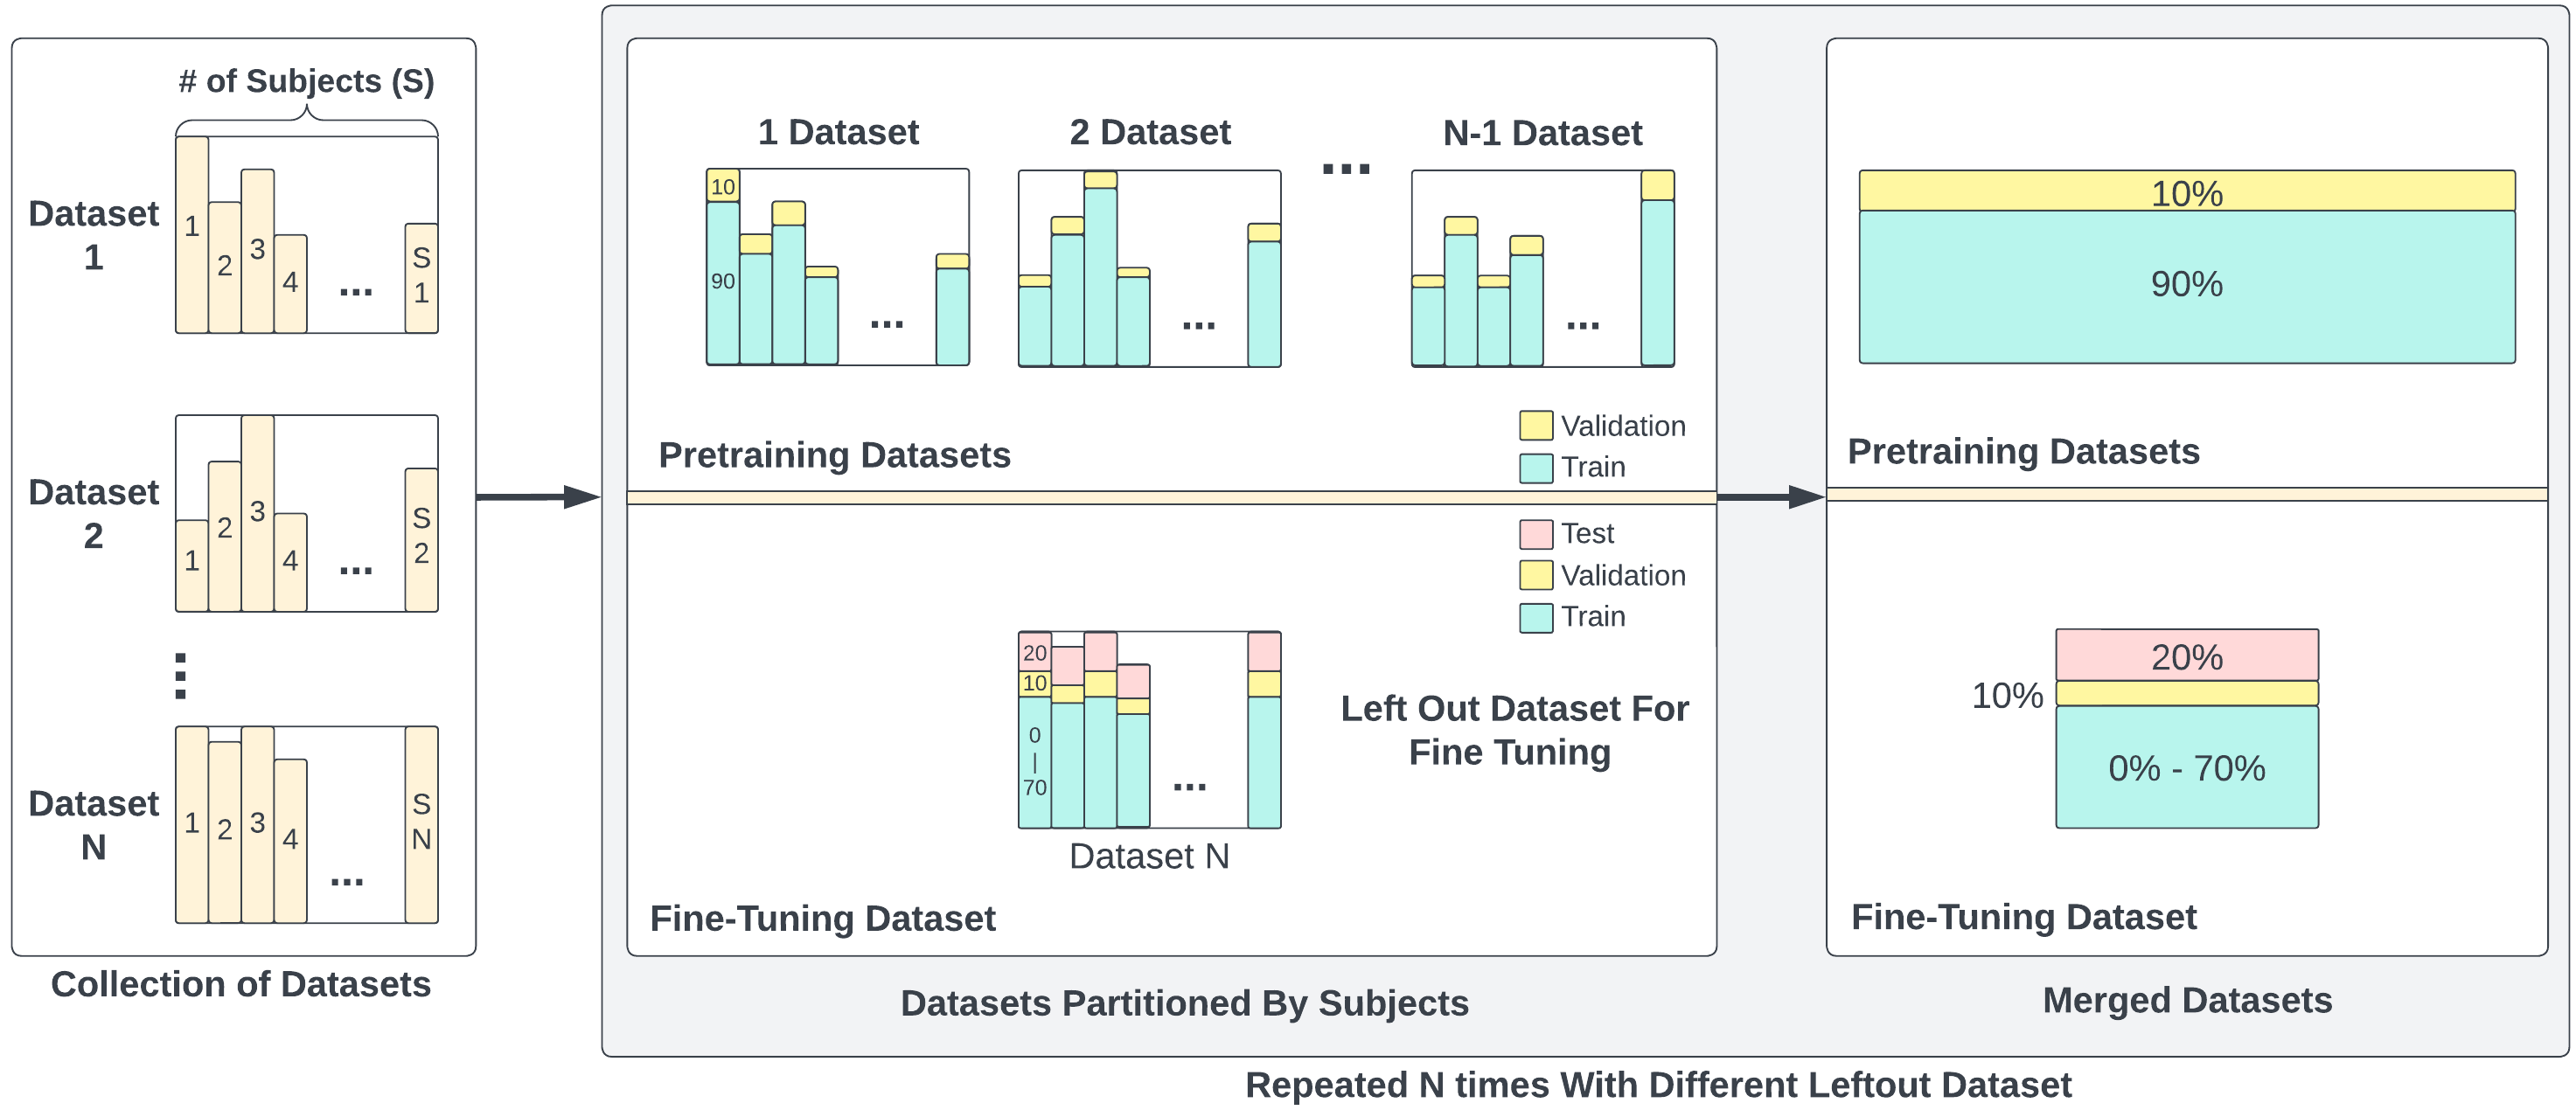 # of Subjects (S)
Dataset
1
1
2
3
4
...
S
1
Dataset
2
1
2
3
4
...
S
2
Dataset
N
1
2
3
4
...
S
N
Collection of Datasets
1 Dataset
10
90
...
2 Dataset
...
...
N-1 Dataset
...
Validation
Train
Pretraining Datasets
Test
Validation
Train
20
10
0
|
70
...
Dataset N
Left Out Dataset For
Fine Tuning
Fine-Tuning Dataset
Datasets Partitioned By Subjects
10%
90%
Pretraining Datasets
20%
10%
0% - 70%
Fine-Tuning Dataset
Merged Datasets
Repeated N times With Different Leftout Dataset